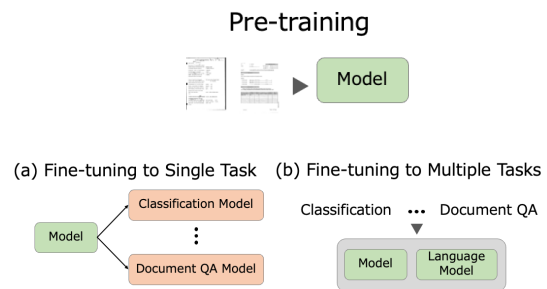 Pre-training
Model
(a) Fine-tuning to Single Task
Classification Model
Model
Document QA Model
(b) Fine-tuning to Multiple Tasks
Classification ••• Document QA
Model
Language
Model